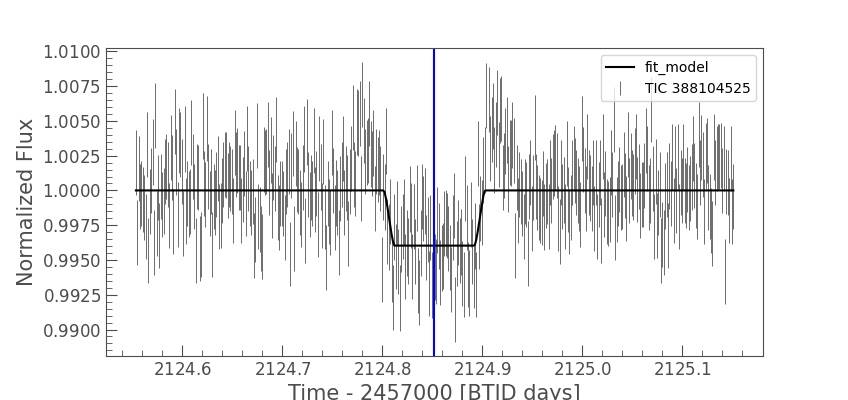 1.0100
1.0075
1.0050
1.0025
1.0000
0.9975
0.9950
0.9925
0.9900
Normalized Flux
fit_model
TIC 388104525
2124.6 2124.7 2124.8 2124.9 2125.0 2125.1
Time - 2457000 [BTJD days]